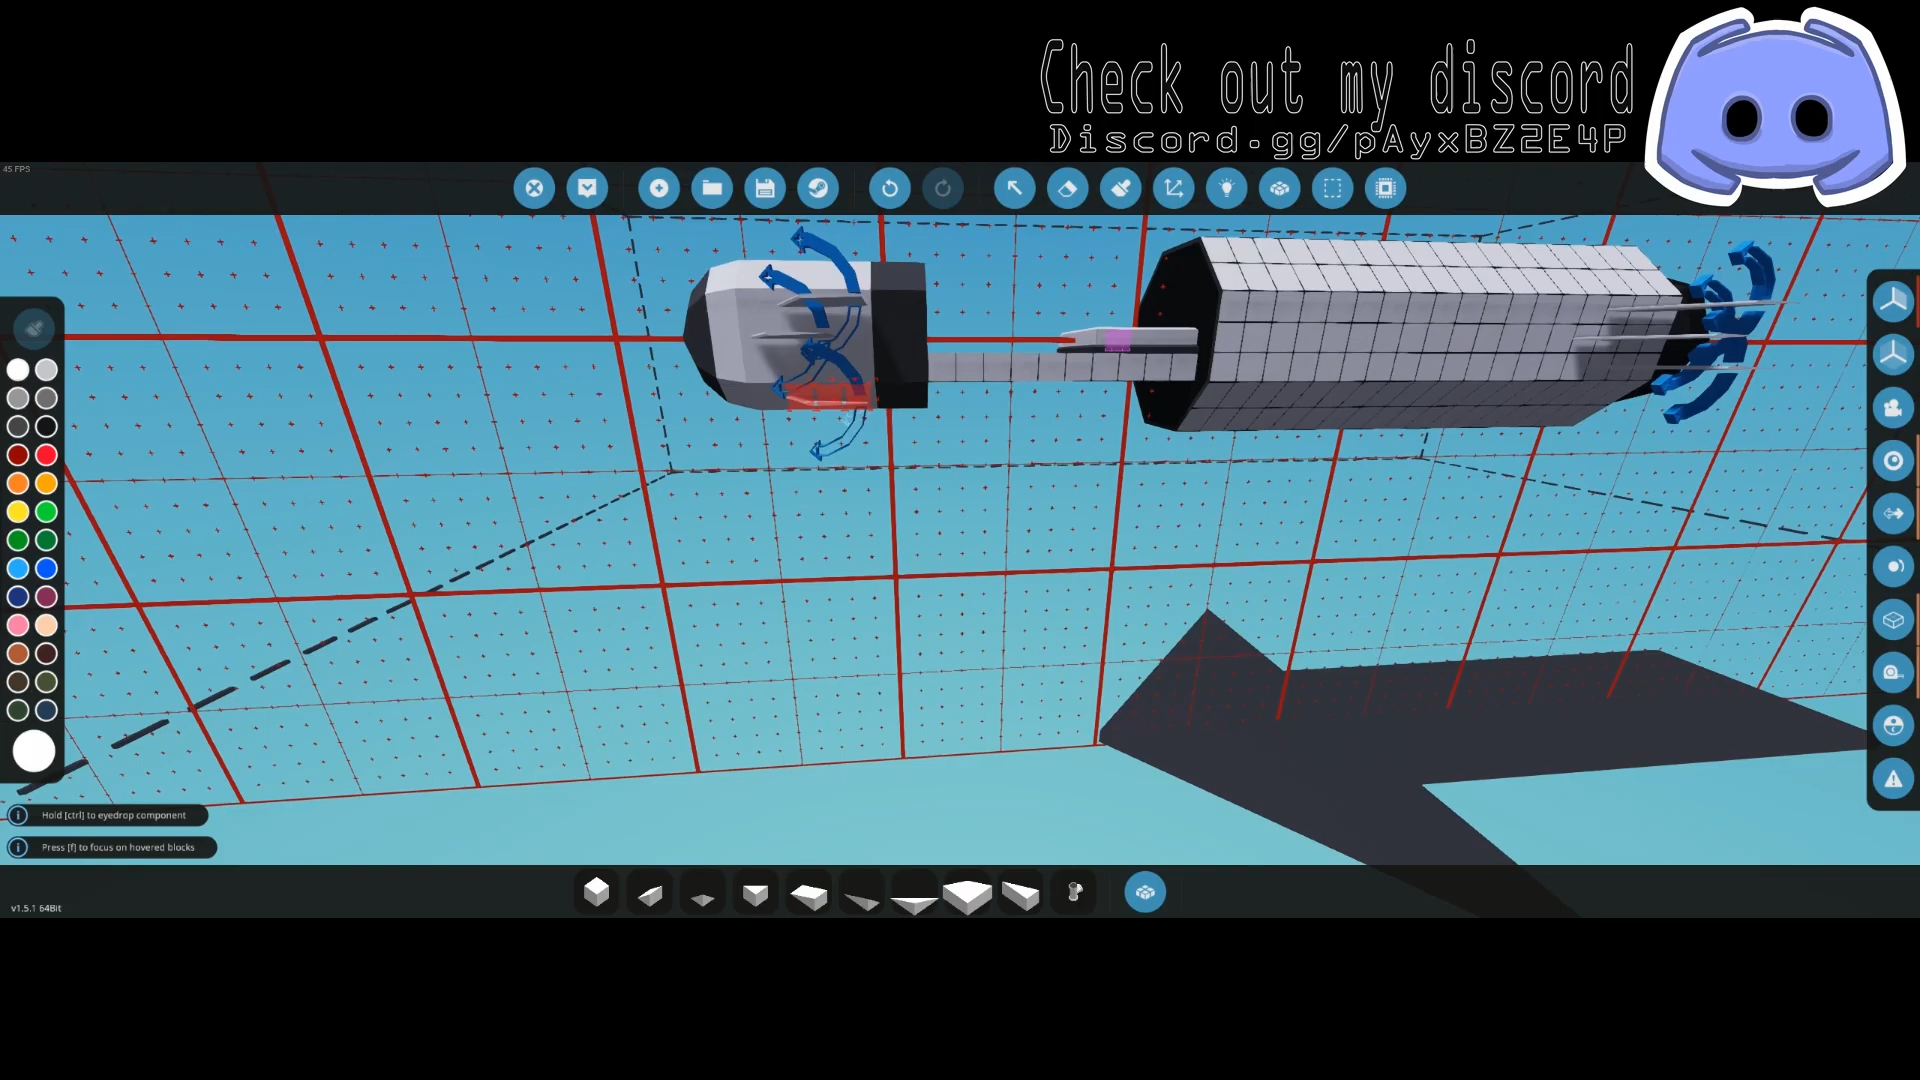 Check out my discord
Discord.gg/pAyxBZ2E4P
45 FPS
Hold [ctrl] to eyedrop component
Press [f] to focus on hovered blocks
v1.5.1 64Bit